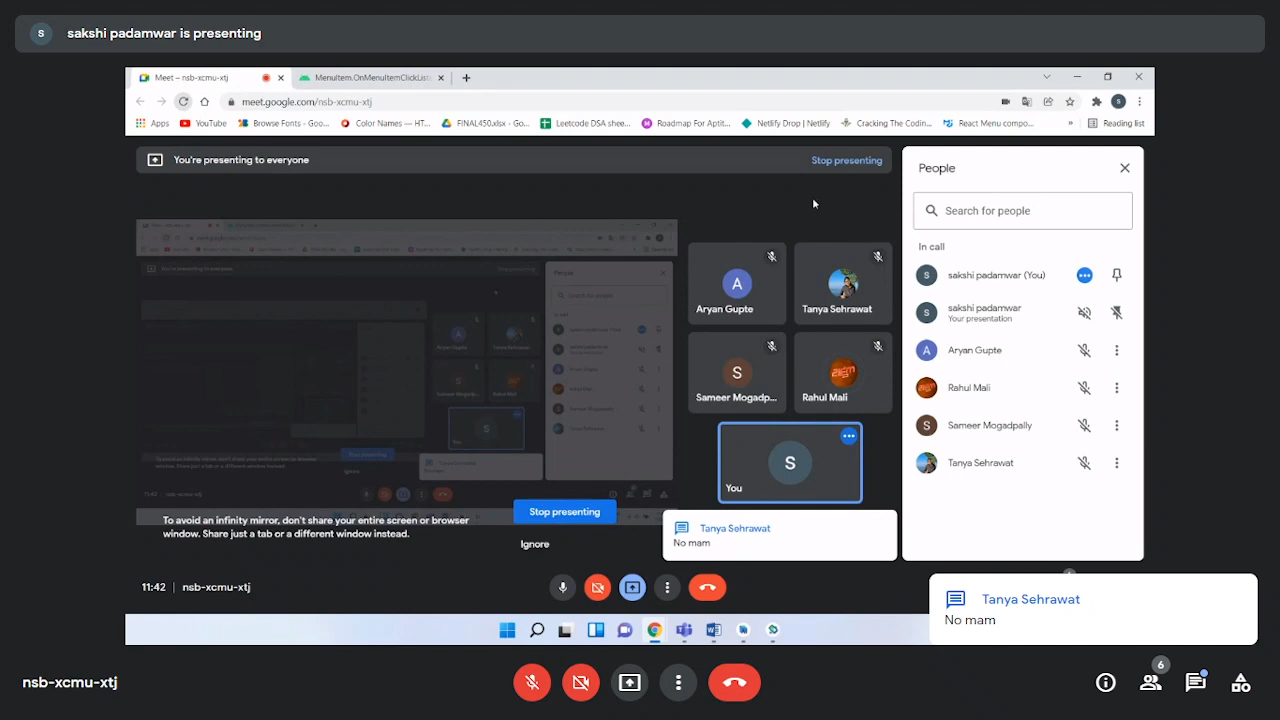 S
sakshi padamwar is presenting
Meet – nsb-xcmu-xtj
MenuItem.OnMenuItemClickList
meet.google.com/nsb-xcmu-xtj
S
Apps
YouTube
Browse Fonts - Goo...
Color Names — HT...
FINAL450.xlsx - Go...
Leetcode DSA shee...
Roadmap For Aptit...
Netlify Drop | Netlify
Cracking The Codin...
React Menu compo...
»
Reading list
You're presenting to everyone
Stop presenting
People
Search for people
In call
S
sakshi padamwar (You)
S
sakshi padamwar
Your presentation
A
Aryan Gupte
Rahul Mali
S
Sameer Mogadpally
Tanya Sehrawat
A
Aryan Gupte
Tanya Sehrawat
S
Sameer Mogadp...
Rahul Mali
S
You
To avoid an infinity mirror, don't share your entire screen or browser
window. Share just a tab or a different window instead.
Stop presenting
Ignore
Tanya Sehrawat
No mam
11:42 | nsb-xcmu-xtj
Tanya Sehrawat
No mam
nsb-xcmu-xtj
6